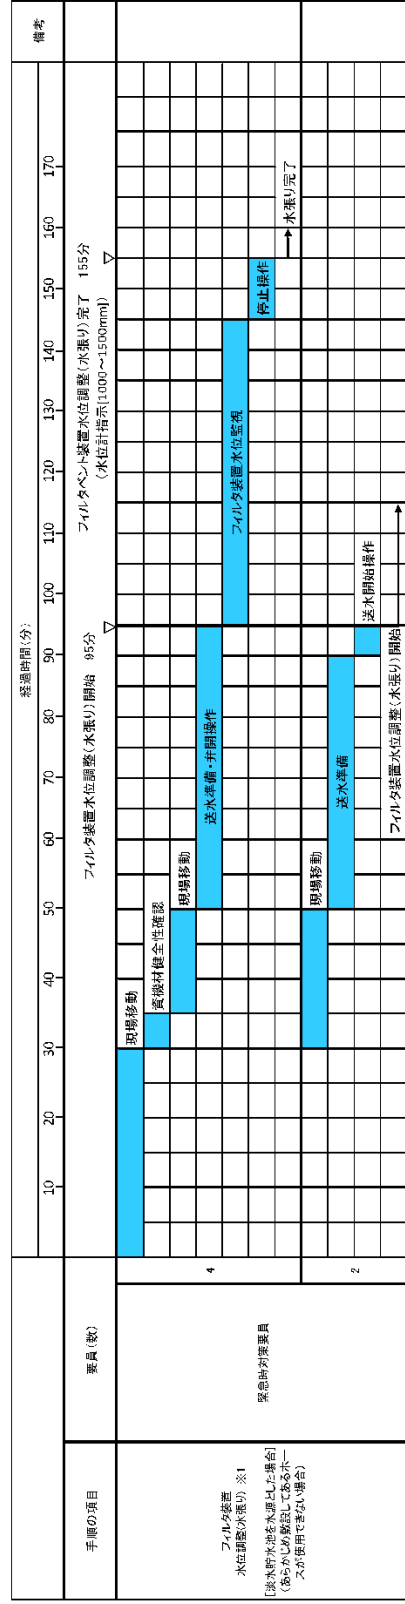 手順の項目
要員(数)
経過時間(分)
備考
10
20
30
40
50
60
70
80
90
100
110
120
130
140
150
160
170
フィルタ装置水位調整(水張り)開始 95分
フィルタベント装置水位調整(水張り)完了 155分
(水位計指示[1000～1500mm])
フィルタ装置
水位調整(水張り) ※1
[淡水貯水池を水源とした場合]
(あらかじめ敷設してあるホー
スが使用できない場合)
緊急時対策要員
4
現場移動
資機材健全性確認
現場移動
送水準備・弁開操作
フィルタ装置水位監視
停止操作
水張り完了
2
現場移動
送水準備
送水開始操作
フィルタ装置水位調整(水張り)開始